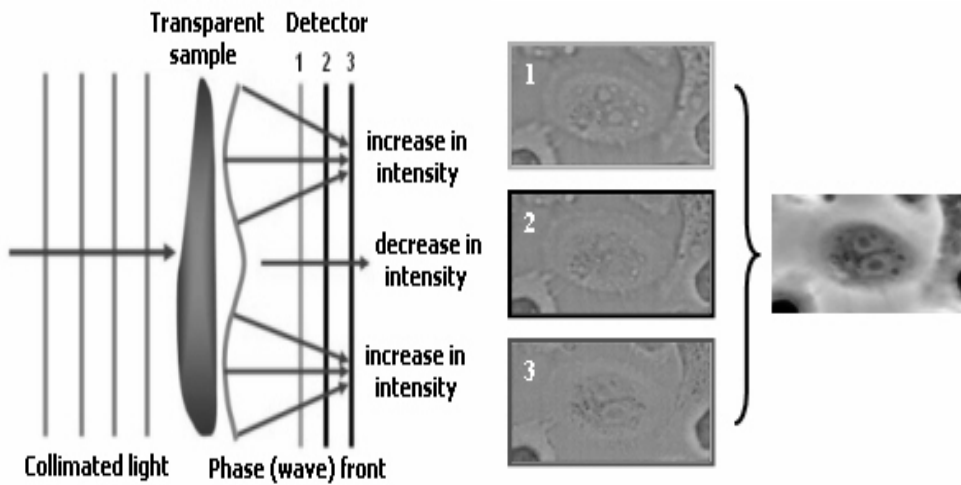 Transparent
sample
Detector
1 2 3
increase in
intensity
decrease in
intensity
increase in
intensity
Collimated light
Phase (wave) front
1
2
3